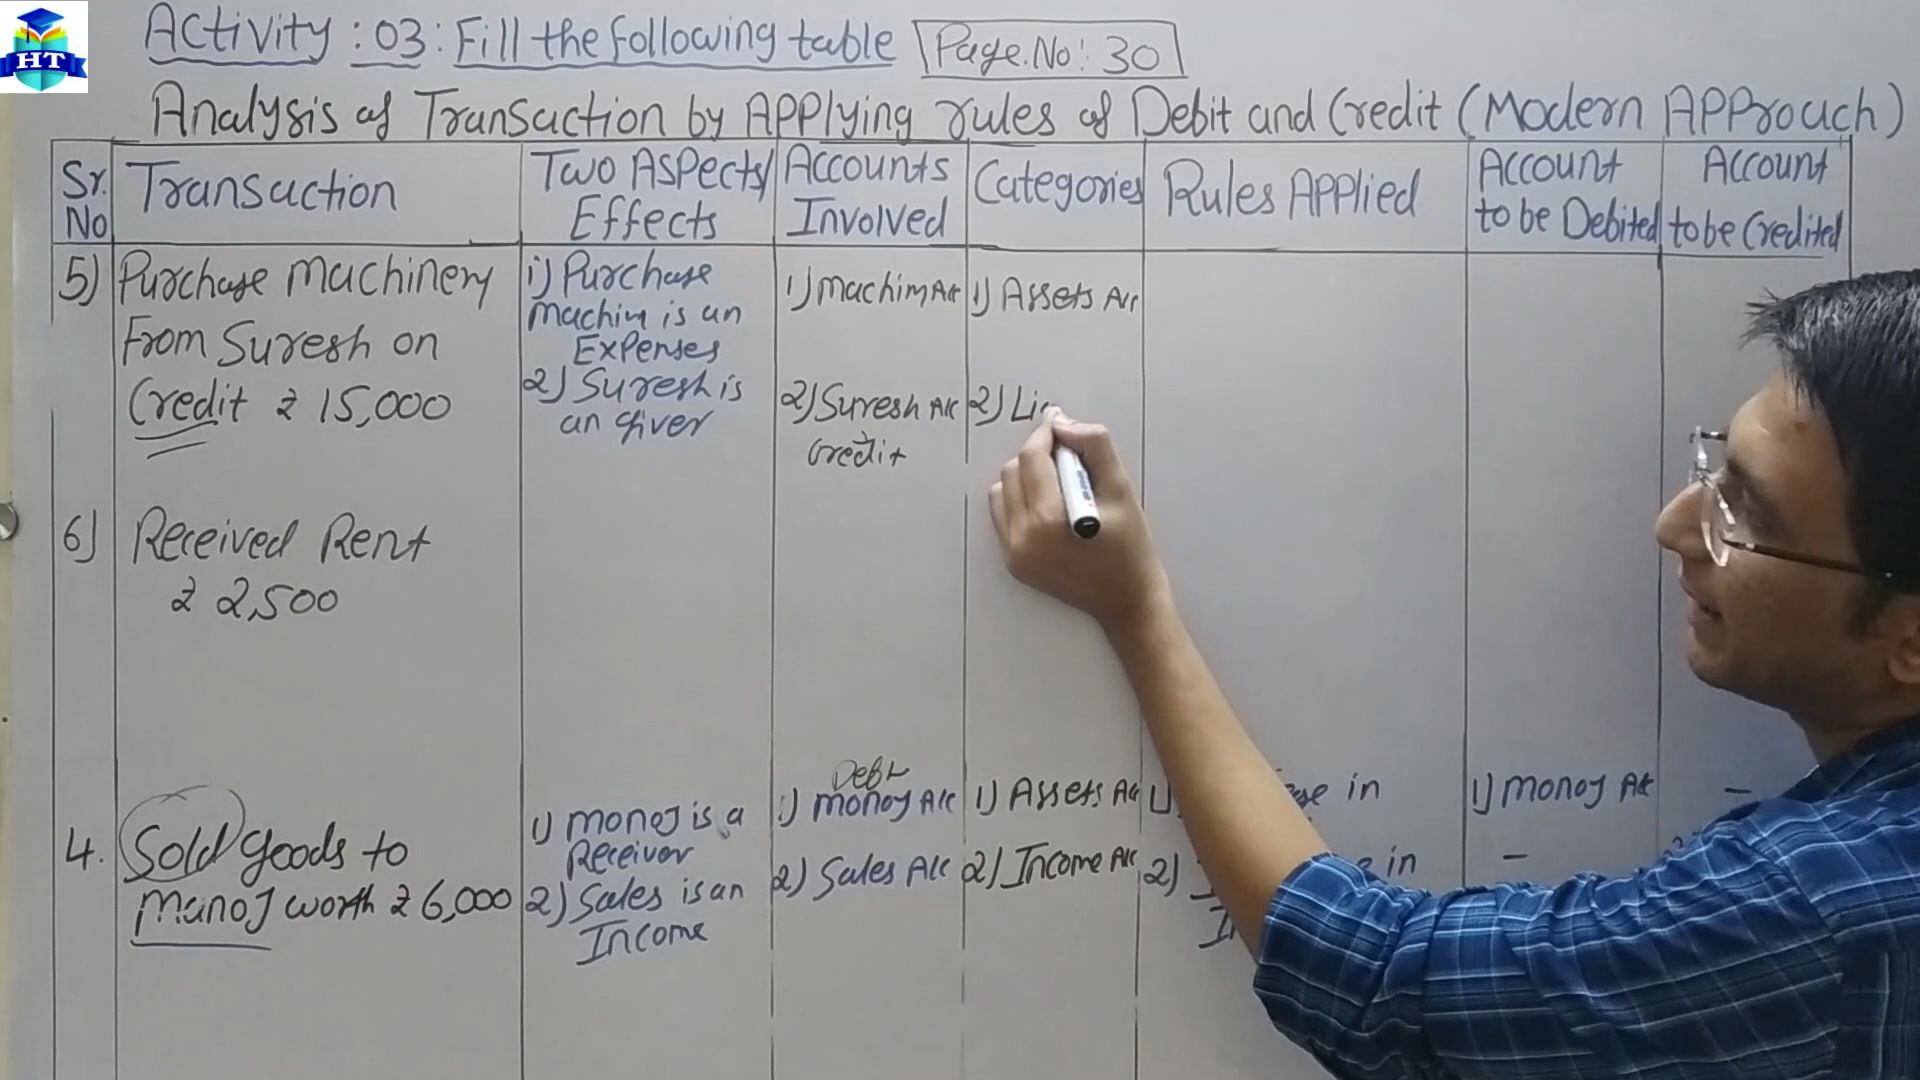 HT
Activity : 03 : Fill the following table
Page.No: 30
Analysis of Transaction by Applying rules of Debit and Credit (Modern Approach)
Sr. No
Transaction
Two Aspects/
Effects
Accounts
Involved
Categories
Rules Applied
Account
to be Debited
Account
to be Credited
5) Purchase Machinery
From Suresh on
Credit ₹ 15,000
1) Purchase
Machin is an
Expenses
2) Suresh is
an giver
1) Machin A/c
2) Suresh A/c
Credit
1) Assets A/c
2) Li
6) Received Rent
₹ 2,500
4. Sold goods to
Manoj worth ₹ 6,000
1) Monoj is a
Receiver
2) Sales is an
Income
Debt
1) Monoj A/c
2) Sales A/c
1) Assets A/c
2) Income A/c
1) in
2) in
1) Monoj A/c
-
-